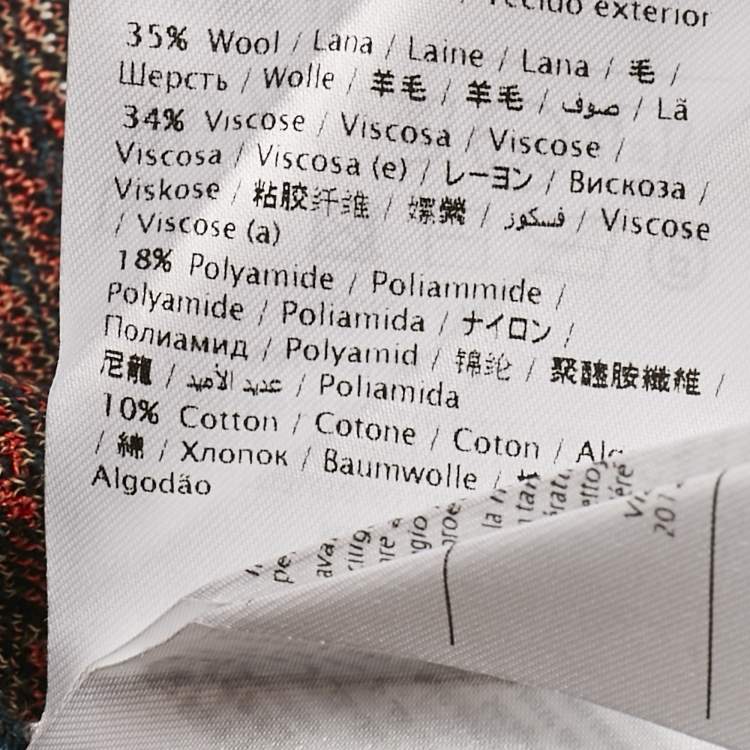 / Tecido exterior
35% Wool / Lana / Laine / Lana / 毛 /
Шерсть / Wolle / 羊毛 / 羊毛 / صوف / Lã
34% Viscose / Viscosa / Viscose /
Viscosa / Viscosa (e) / レーヨン / Вискоза /
Viskose / 粘胶纤维 / 嫘縈 / فسكوز / Viscose
/ Viscose (a)
18% Polyamide / Poliammide /
Polyamide / Poliamida / ナイロン /
Полиамид / Polyamid / 锦纶 / 聚醯胺纖維 /
尼龍 / عديد الأميد / Poliamida
10% Cotton / Cotone / Coton /
/ 綿 / Хлопок / Baumwolle /
Algodão